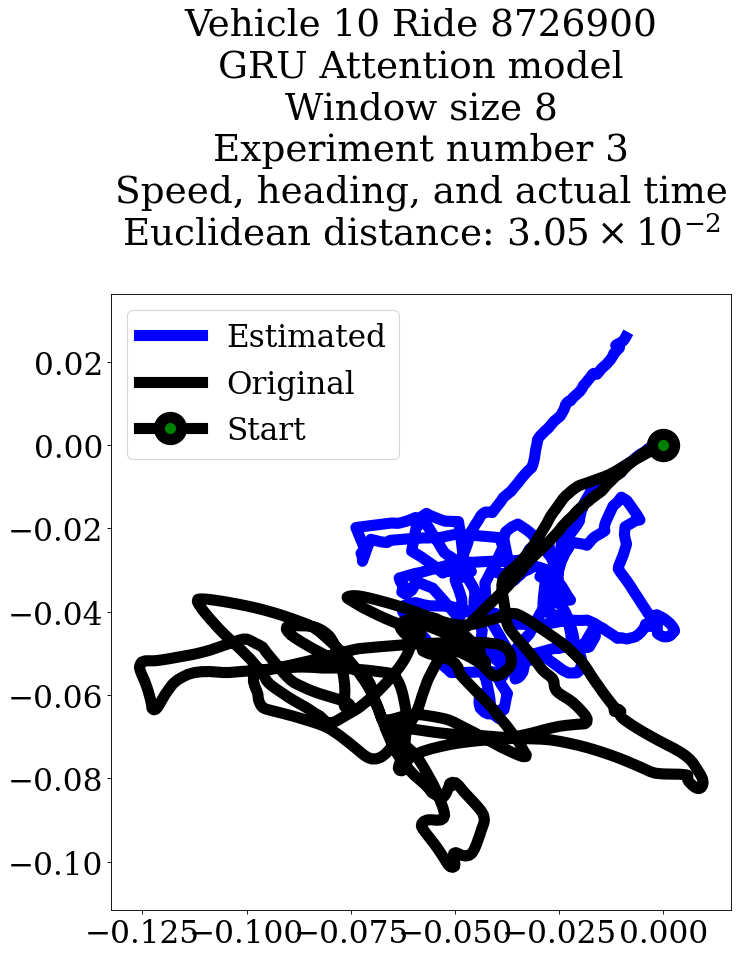 Vehicle 10 Ride 8726900
GRU Attention model
Window size 8
Experiment number 3
Speed, heading, and actual time
Euclidean distance: 3.05 × 10⁻²
Estimated
Original
Start
0.02
0.00
−0.02
−0.04
−0.06
−0.08
−0.10
−0.125 −0.100 −0.075 −0.050 −0.025 0.000